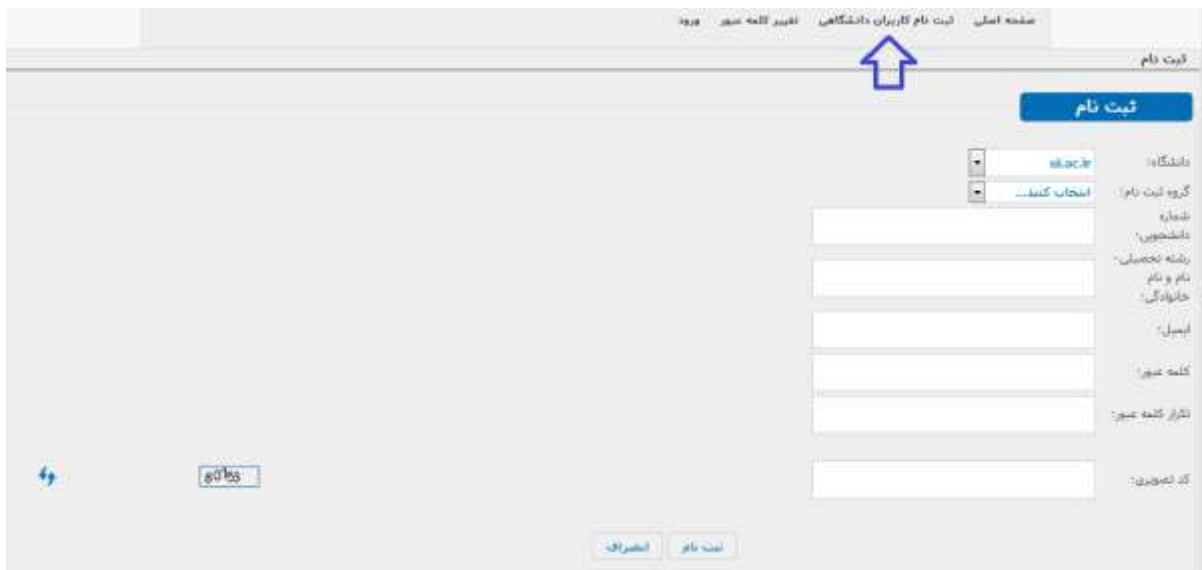 صفحه اصلی ثبت نام کاربران دانشگاهی تغییر کلمه عبور ورود
ثبت نام
ثبت نام
دانشگاه:
گروه ثبت نام: انتخاب کنید...
شماره
دانشجویی:
رشته تحصیلی:
نام و نام
خانوادگی:
ایمیل:
کلمه عبور:
تکرار کلمه عبور:
کد تصویری:
ثبت نام انصراف